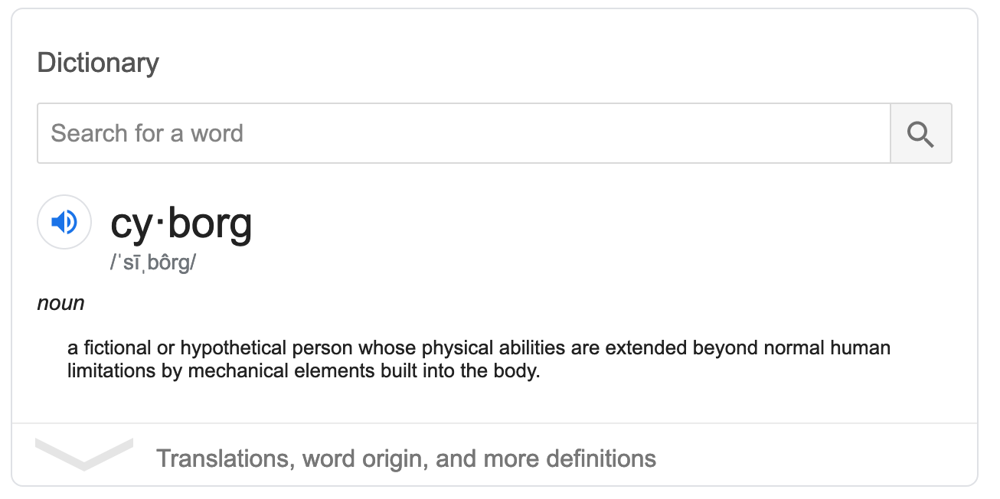 Dictionary
Search for a word
cy·borg
/ˈsīˌbôrg/
noun
a fictional or hypothetical person whose physical abilities are extended beyond normal human
limitations by mechanical elements built into the body.
Translations, word origin, and more definitions